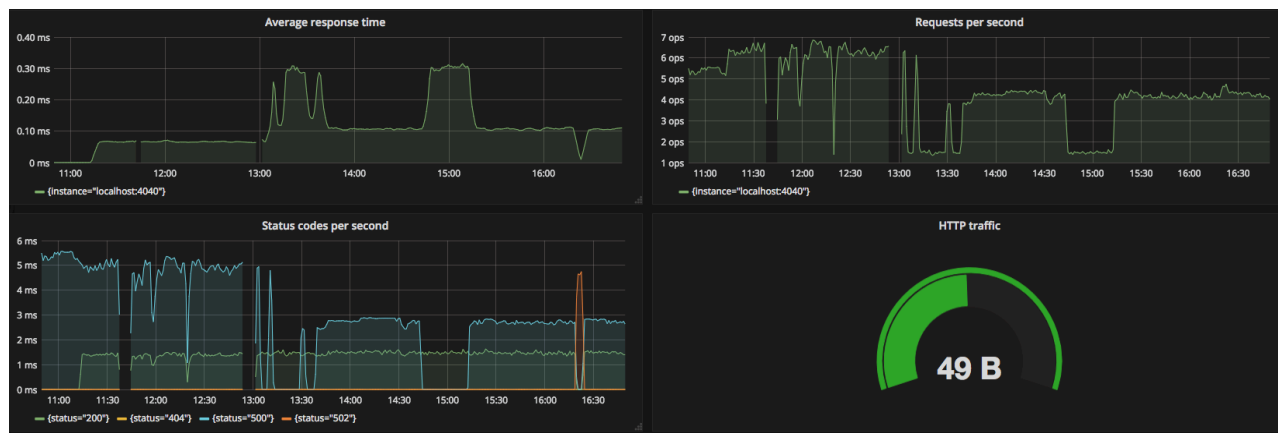 Average response time
0.40 ms
0.30 ms
0.20 ms
0.10 ms
0 ms
11:00 12:00 13:00 14:00 15:00 16:00
{instance="localhost:4040"}
Requests per second
7 ops
6 ops
5 ops
4 ops
3 ops
2 ops
1 ops
11:00 11:30 12:00 12:30 13:00 13:30 14:00 14:30 15:00 15:30 16:00 16:30
{instance="localhost:4040"}
Status codes per second
6 ms
5 ms
4 ms
3 ms
2 ms
1 ms
0 ms
11:00 11:30 12:00 12:30 13:00 13:30 14:00 14:30 15:00 15:30 16:00 16:30
{status="200"} {status="404"} {status="500"} {status="502"}
HTTP traffic
49 B